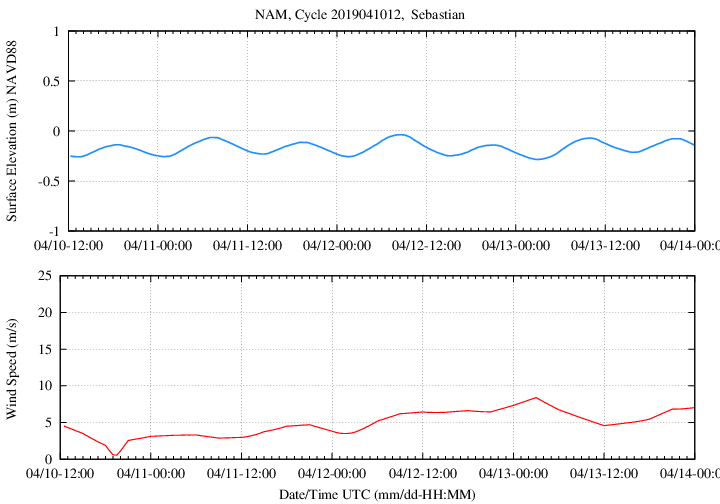 NAM, Cycle 2019041012,  Sebastian
Surface Elevation (m) NAVD88
1
0.5
0
-0.5
-1
04/10-12:00 04/11-00:00 04/11-12:00 04/12-00:00 04/12-12:00 04/13-00:00 04/13-12:00 04/14-00:0
Wind Speed (m/s)
25
20
15
10
5
0
04/10-12:00 04/11-00:00 04/11-12:00 04/12-00:00 04/12-12:00 04/13-00:00 04/13-12:00 04/14-00:0
Date/Time UTC (mm/dd-HH:MM)